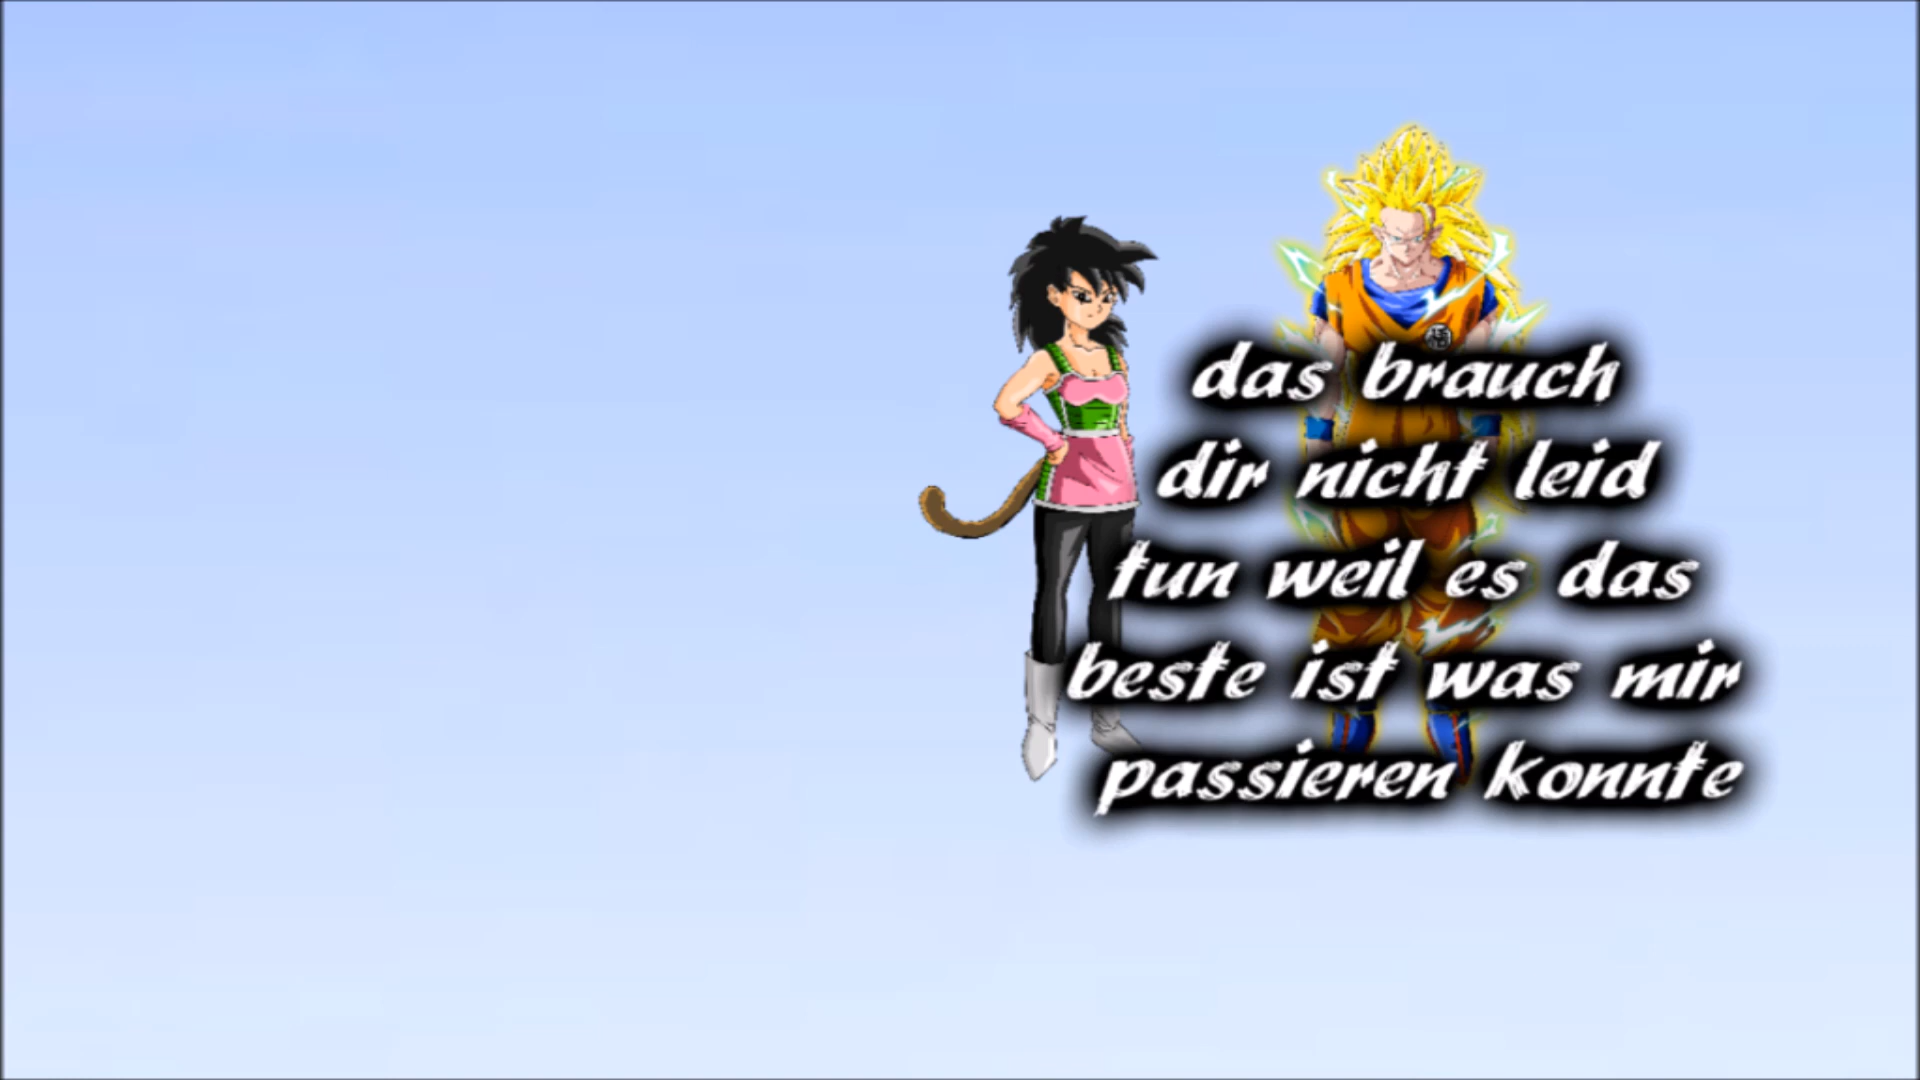 das brauch
dir nicht leid
tun weil es das
beste ist was mir
passieren konnte